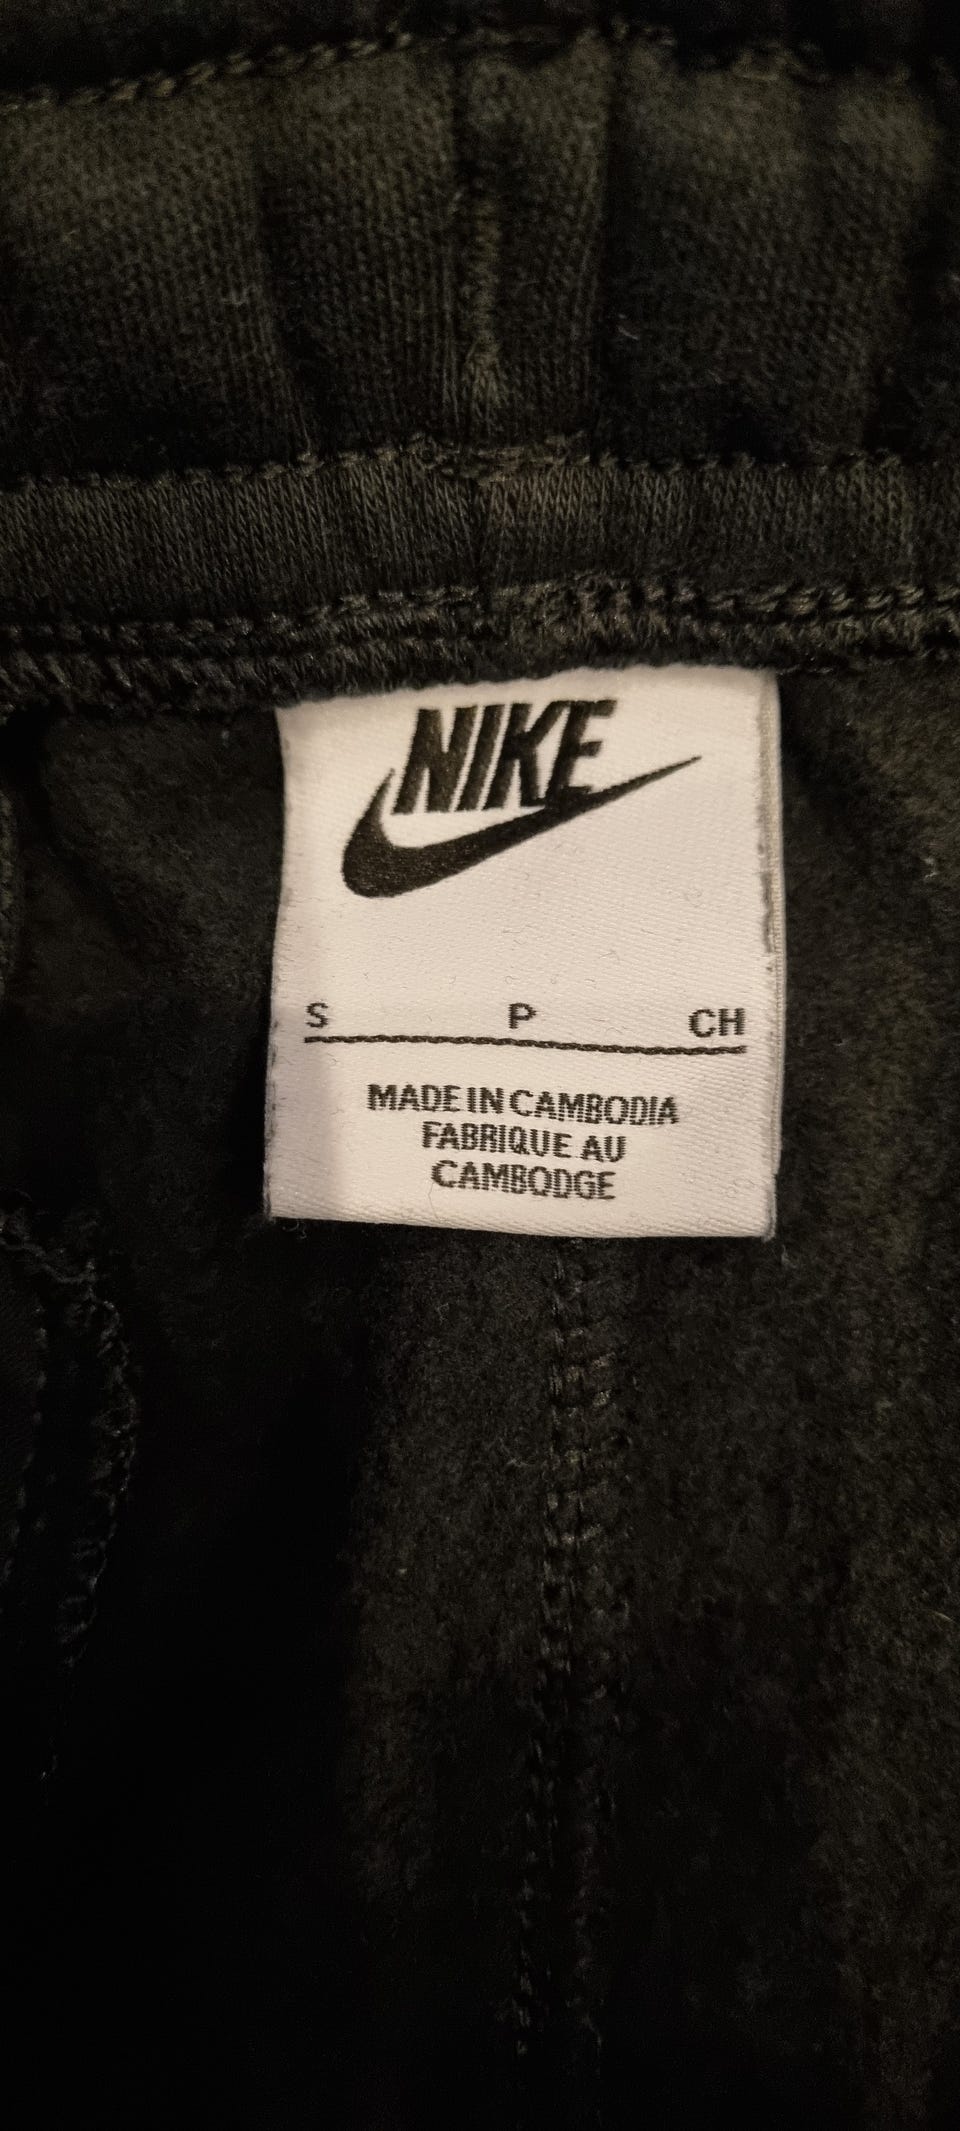 NIKE
S P CH
MADE IN CAMBODIA
FABRIQUE AU
CAMBODGE